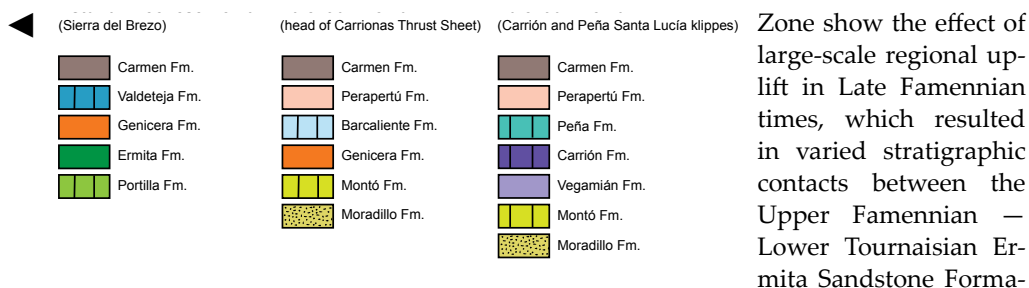 (Sierra del Brezo)
Carmen Fm.
Valdeteja Fm.
Genicera Fm.
Ermita Fm.
Portilla Fm.
(head of Carrionas Thrust Sheet)
Carmen Fm.
Perapertú Fm.
Barcaliente Fm.
Genicera Fm.
Montó Fm.
Moradillo Fm.
(Carrión and Peña Santa Lucía klippes)
Carmen Fm.
Perapertú Fm.
Peña Fm.
Carrión Fm.
Vegamián Fm.
Montó Fm.
Moradillo Fm.
Zone show the effect of
large-scale regional up-
lift in Late Famennian
times, which resulted
in varied stratigraphic
contacts between the
Upper Famennian —
Lower Tournaisian Er-
mita Sandstone Forma-